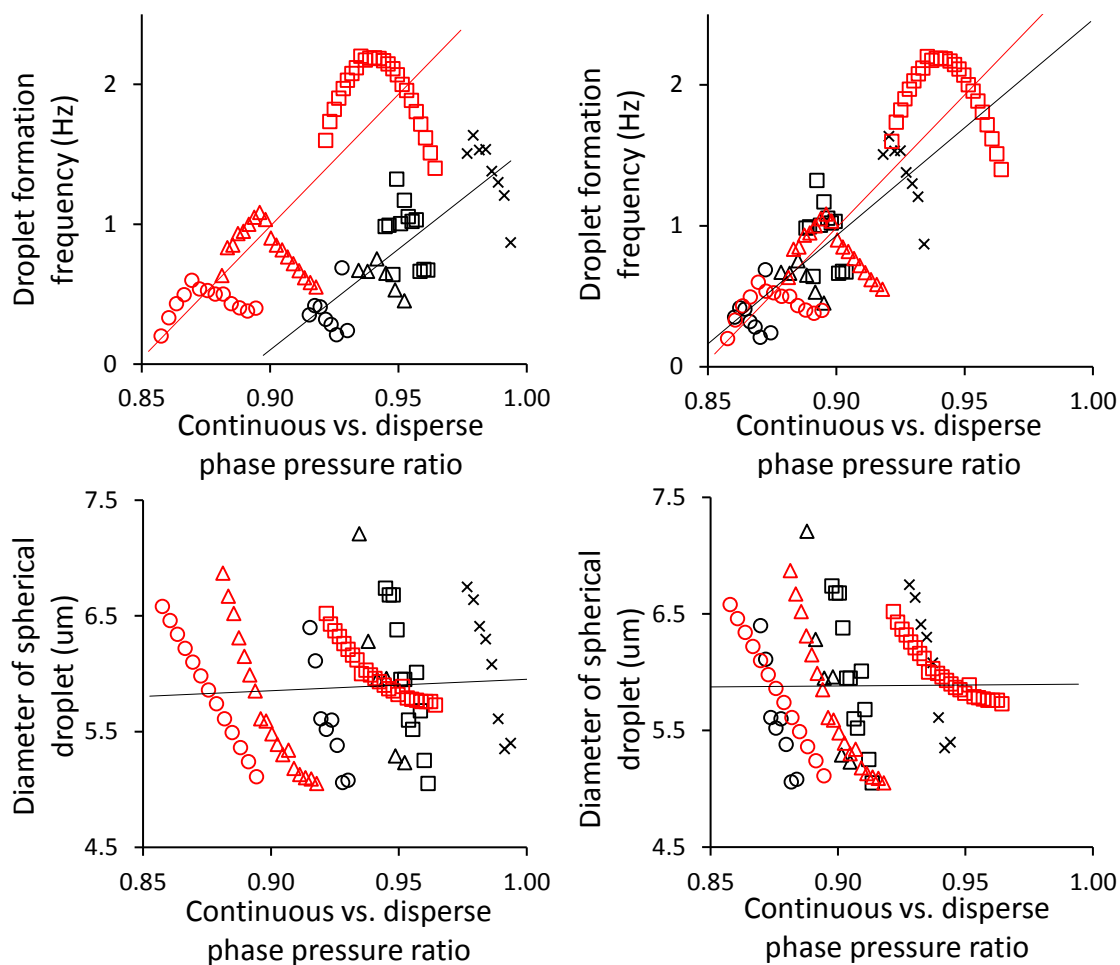 Droplet formation
frequency (Hz)
2
1
0
0.85 0.90 0.95 1.00
Continuous vs. disperse
phase pressure ratio
Droplet formation
frequency (Hz)
2
1
0
0.85 0.90 0.95 1.00
Continuous vs. disperse
phase pressure ratio
Diameter of spherical
droplet (um)
7.5
6.5
5.5
4.5
0.85 0.90 0.95 1.00
Continuous vs. disperse
phase pressure ratio
Diameter of spherical
droplet (um)
7.5
6.5
5.5
4.5
0.85 0.90 0.95 1.00
Continuous vs. disperse
phase pressure ratio